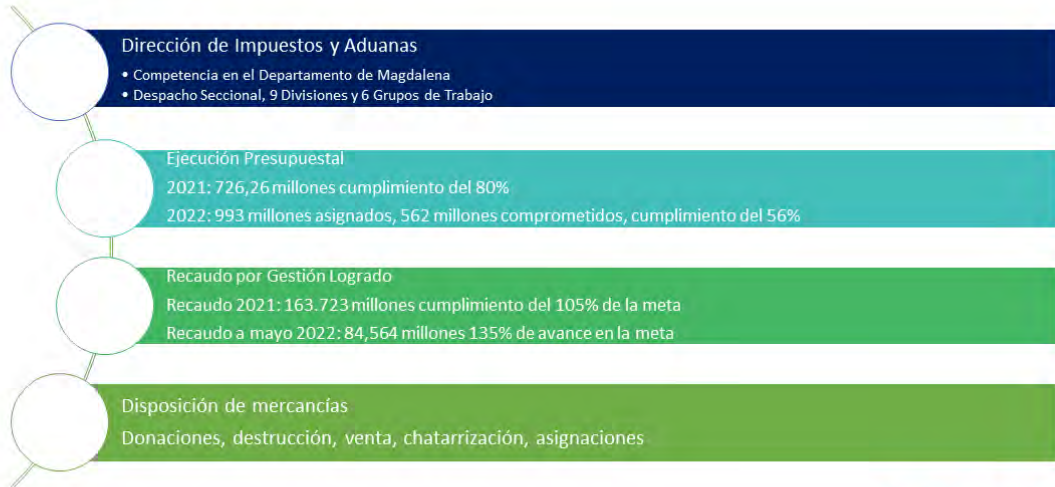 Dirección de Impuestos y Aduanas
• Competencia en el Departamento de Magdalena
• Despacho Seccional, 9 Divisiones y 6 Grupos de Trabajo
Ejecución Presupuestal
2021: 726,26 millones cumplimiento del 80%
2022: 993 millones asignados, 562 millones comprometidos, cumplimiento del 56%
Recaudo por Gestión Logrado
Recaudo 2021: 163.723 millones cumplimiento del 105% de la meta
Recaudo a mayo 2022: 84,564 millones 135% de avance en la meta
Disposición de mercancías
Donaciones, destrucción, venta, chatarrización, asignaciones